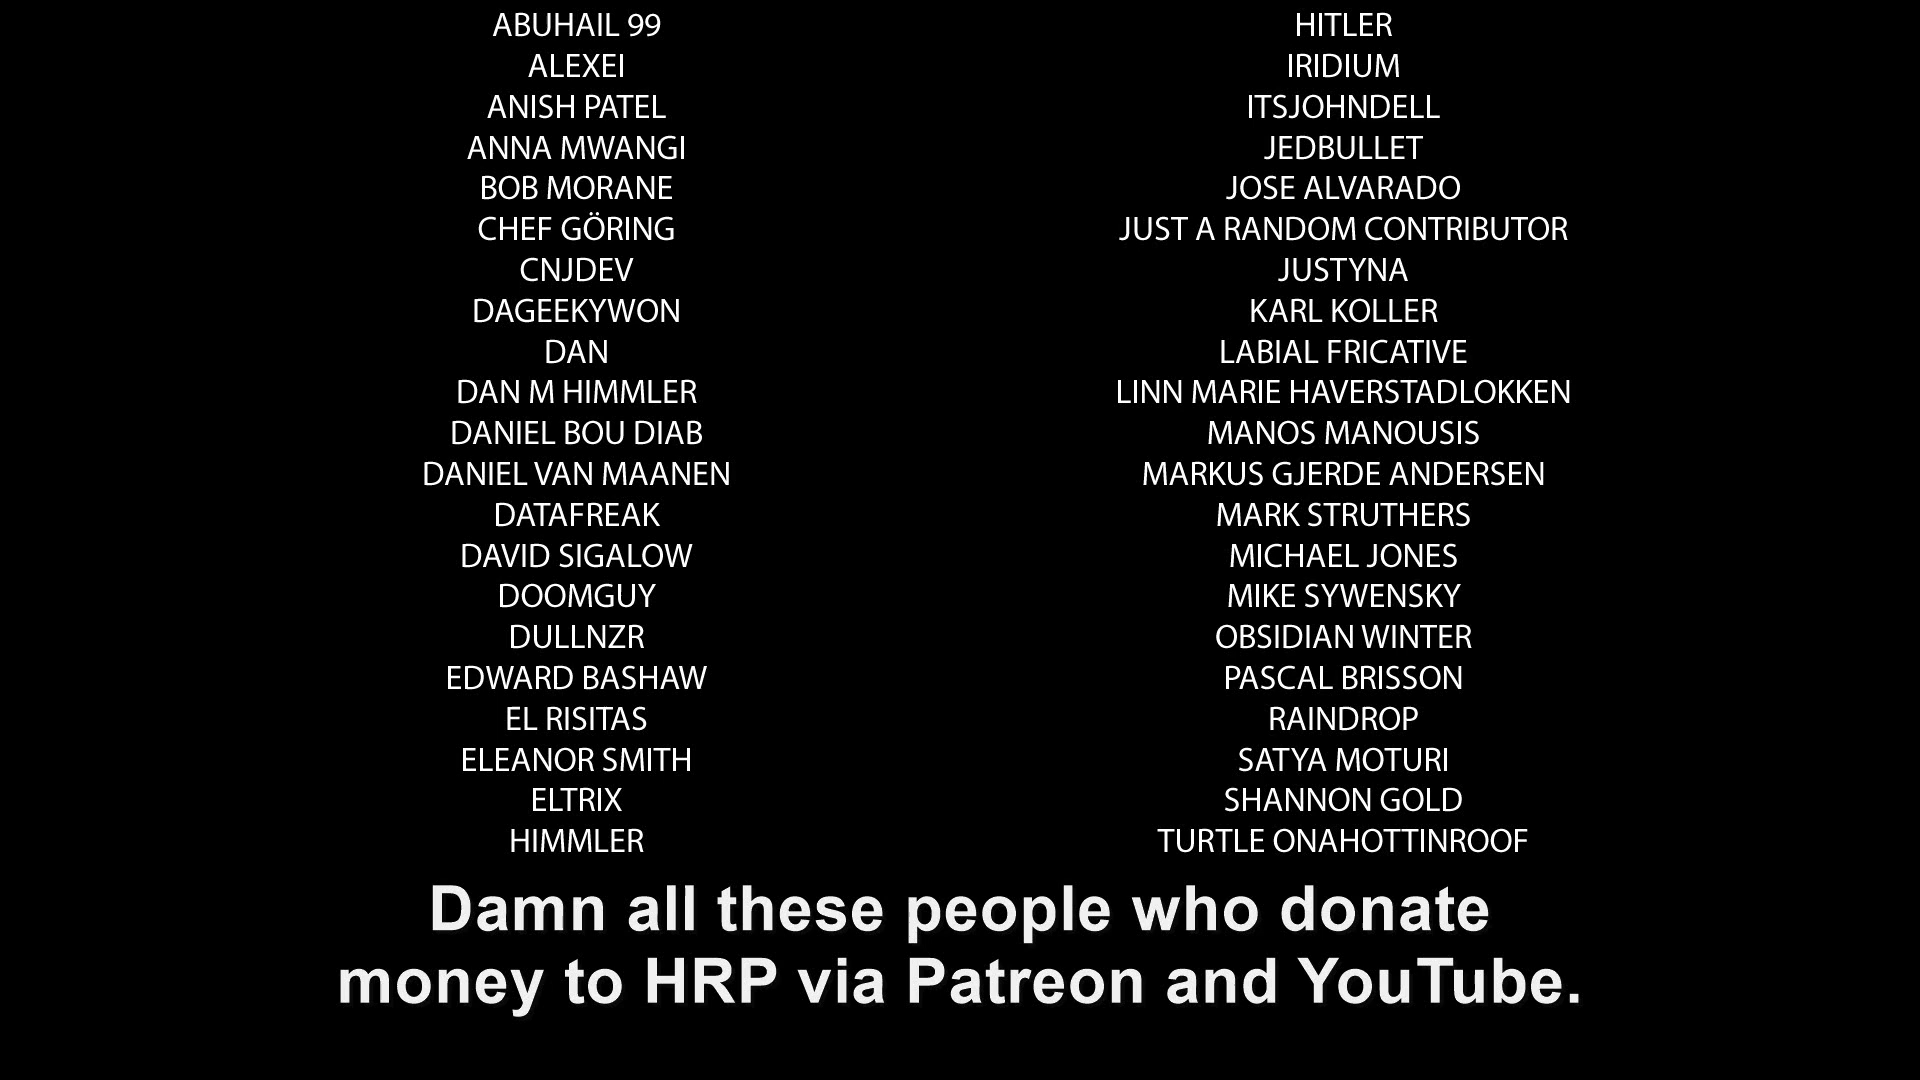 ABUHAIL 99
ALEXEI
ANISH PATEL
ANNA MWANGI
BOB MORANE
CHEF GÖRING
CNJDEV
DAGEEKYWON
DAN
DAN M HIMMLER
DANIEL BOU DIAB
DANIEL VAN MAANEN
DATAFREAK
DAVID SIGALOW
DOOMGUY
DULLNZR
EDWARD BASHAW
EL RISITAS
ELEANOR SMITH
ELTRIX
HIMMLER
HITLER
IRIDIUM
ITSJOHNDELL
JEDBULLET
JOSE ALVARADO
JUST A RANDOM CONTRIBUTOR
JUSTYNA
KARL KOLLER
LABIAL FRICATIVE
LINN MARIE HAVERSTADLOKKEN
MANOS MANOUSIS
MARKUS GJERDE ANDERSEN
MARK STRUTHERS
MICHAEL JONES
MIKE SYWENSKY
OBSIDIAN WINTER
PASCAL BRISSON
RAINDROP
SATYA MOTURI
SHANNON GOLD
TURTLE ONAHOTTINROOF
Damn all these people who donate
money to HRP via Patreon and YouTube.